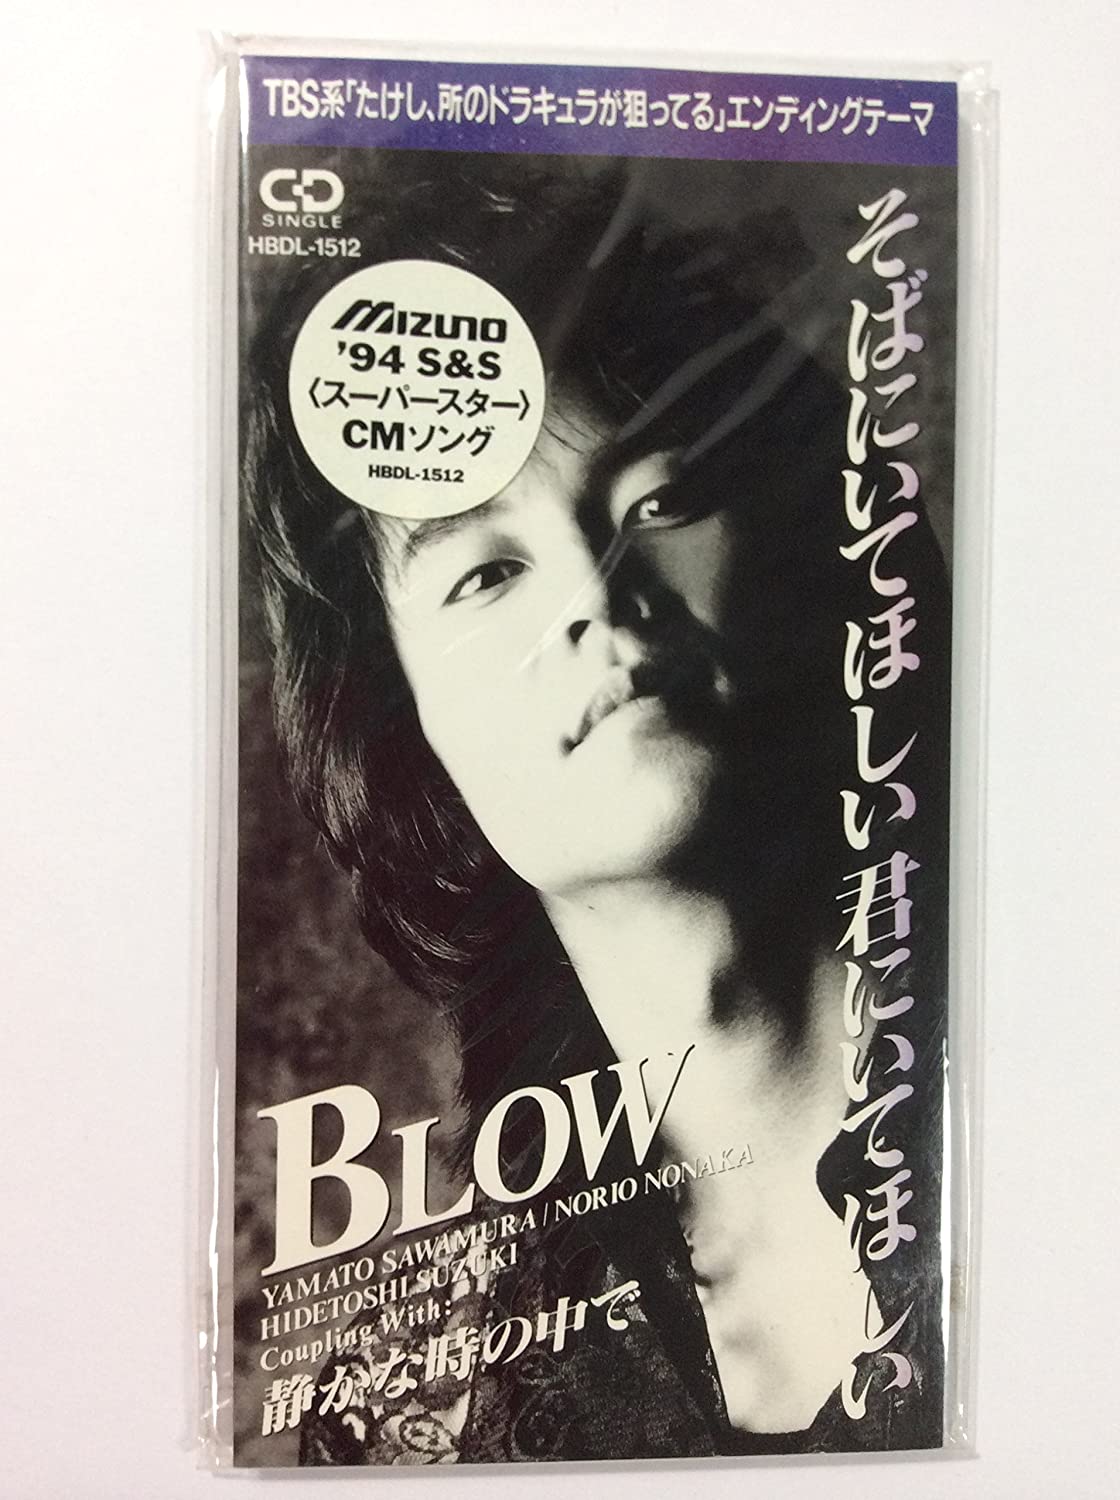 TBS系「たけし、所のドラキュラが狙ってる」エンディングテーマ
CD
SINGLE
HBDL-1512
MIZUNO
'94 S&S
〈スーパースター〉
CMソング
HBDL-1512
そばにいてほしい君にいてほしい
BLOW
YAMATO SAWAMURA / NORIO NONAKA
HIDETOSHI SUZUKI
Coupling With:
静かな時の中で